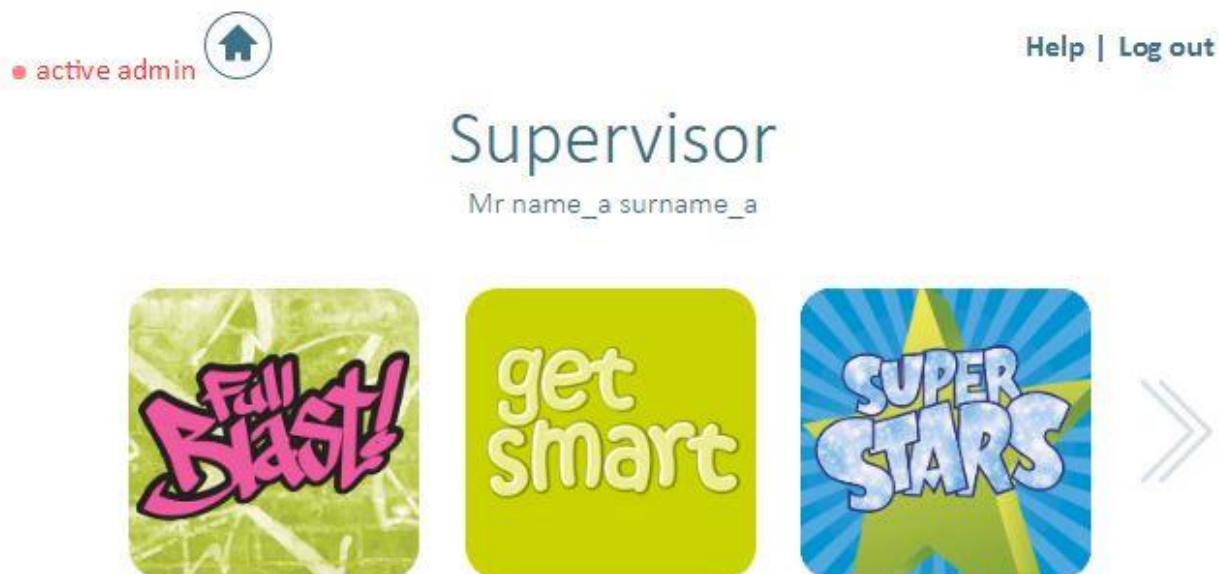 • active admin
Help | Log out
Supervisor
Mr name_a surname_a
Full
Blast!
get
smart
SUPER
STARS